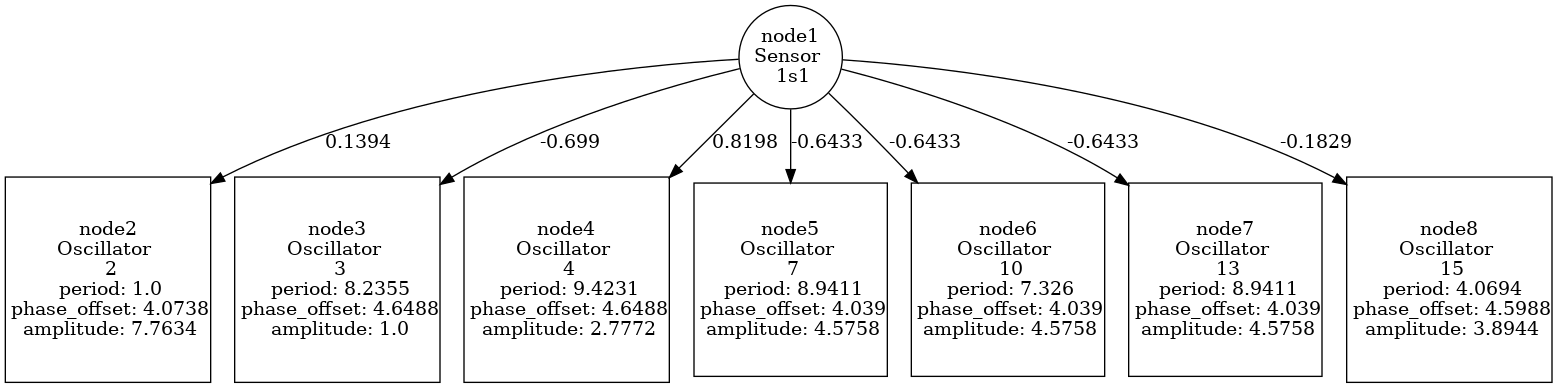 node1
Sensor
1s1
0.1394
-0.699
0.8198
-0.6433
-0.6433
-0.6433
-0.1829
node2
Oscillator
2
period: 1.0
phase_offset: 4.0738
amplitude: 7.7634
node3
Oscillator
3
period: 8.2355
phase_offset: 4.6488
amplitude: 1.0
node4
Oscillator
4
period: 9.4231
phase_offset: 4.6488
amplitude: 2.7772
node5
Oscillator
7
period: 8.9411
phase_offset: 4.039
amplitude: 4.5758
node6
Oscillator
10
period: 7.326
phase_offset: 4.039
amplitude: 4.5758
node7
Oscillator
13
period: 8.9411
phase_offset: 4.039
amplitude: 4.5758
node8
Oscillator
15
period: 4.0694
phase_offset: 4.5988
amplitude: 3.8944